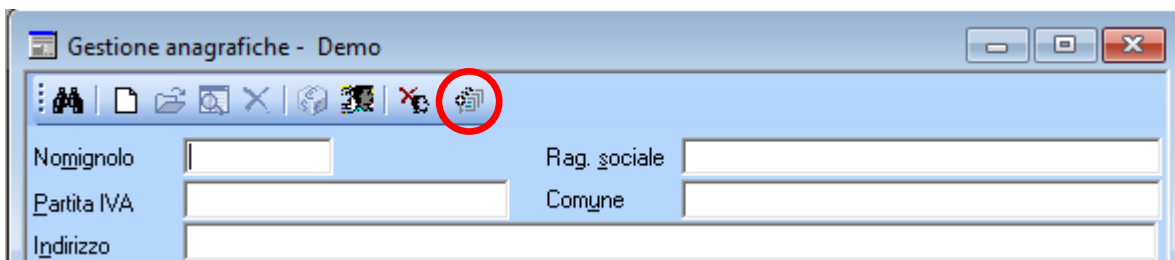 Gestione anagrafiche - Demo
Nomignolo Rag. sociale
Partita IVA Comune
Indirizzo